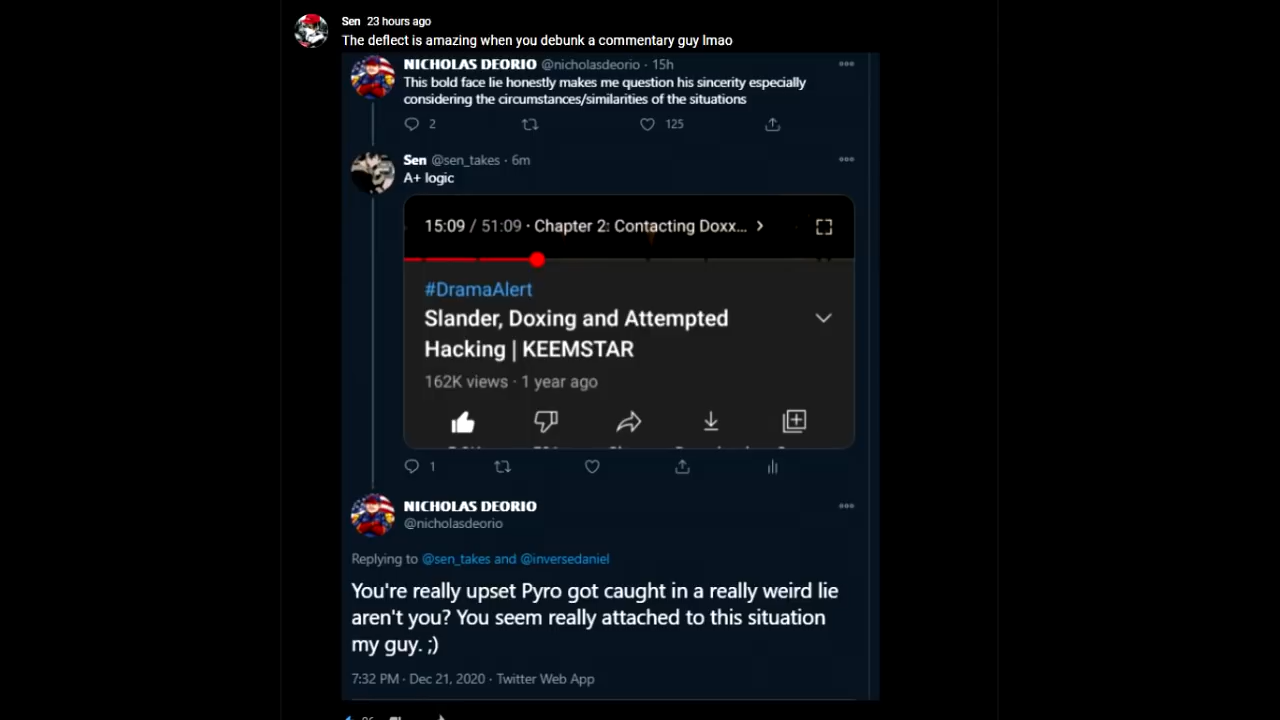 Sen 23 hours ago
The deflect is amazing when you debunk a commentary guy lmao
NICHOLAS DEORIO @nicholasdeorio · 15h
This bold face lie honestly makes me question his sincerity especially
considering the circumstances/similarities of the situations
2 125
Sen @sen_takes · 6m
A+ logic
15:09 / 51:09 · Chapter 2: Contacting Doxx...
#DramaAlert
Slander, Doxing and Attempted
Hacking | KEEMSTAR
162K views · 1 year ago
1
NICHOLAS DEORIO
@nicholasdeorio
Replying to @sen_takes and @inversedaniel
You're really upset Pyro got caught in a really weird lie
aren't you? You seem really attached to this situation
my guy. ;)
7:32 PM · Dec 21, 2020 · Twitter Web App